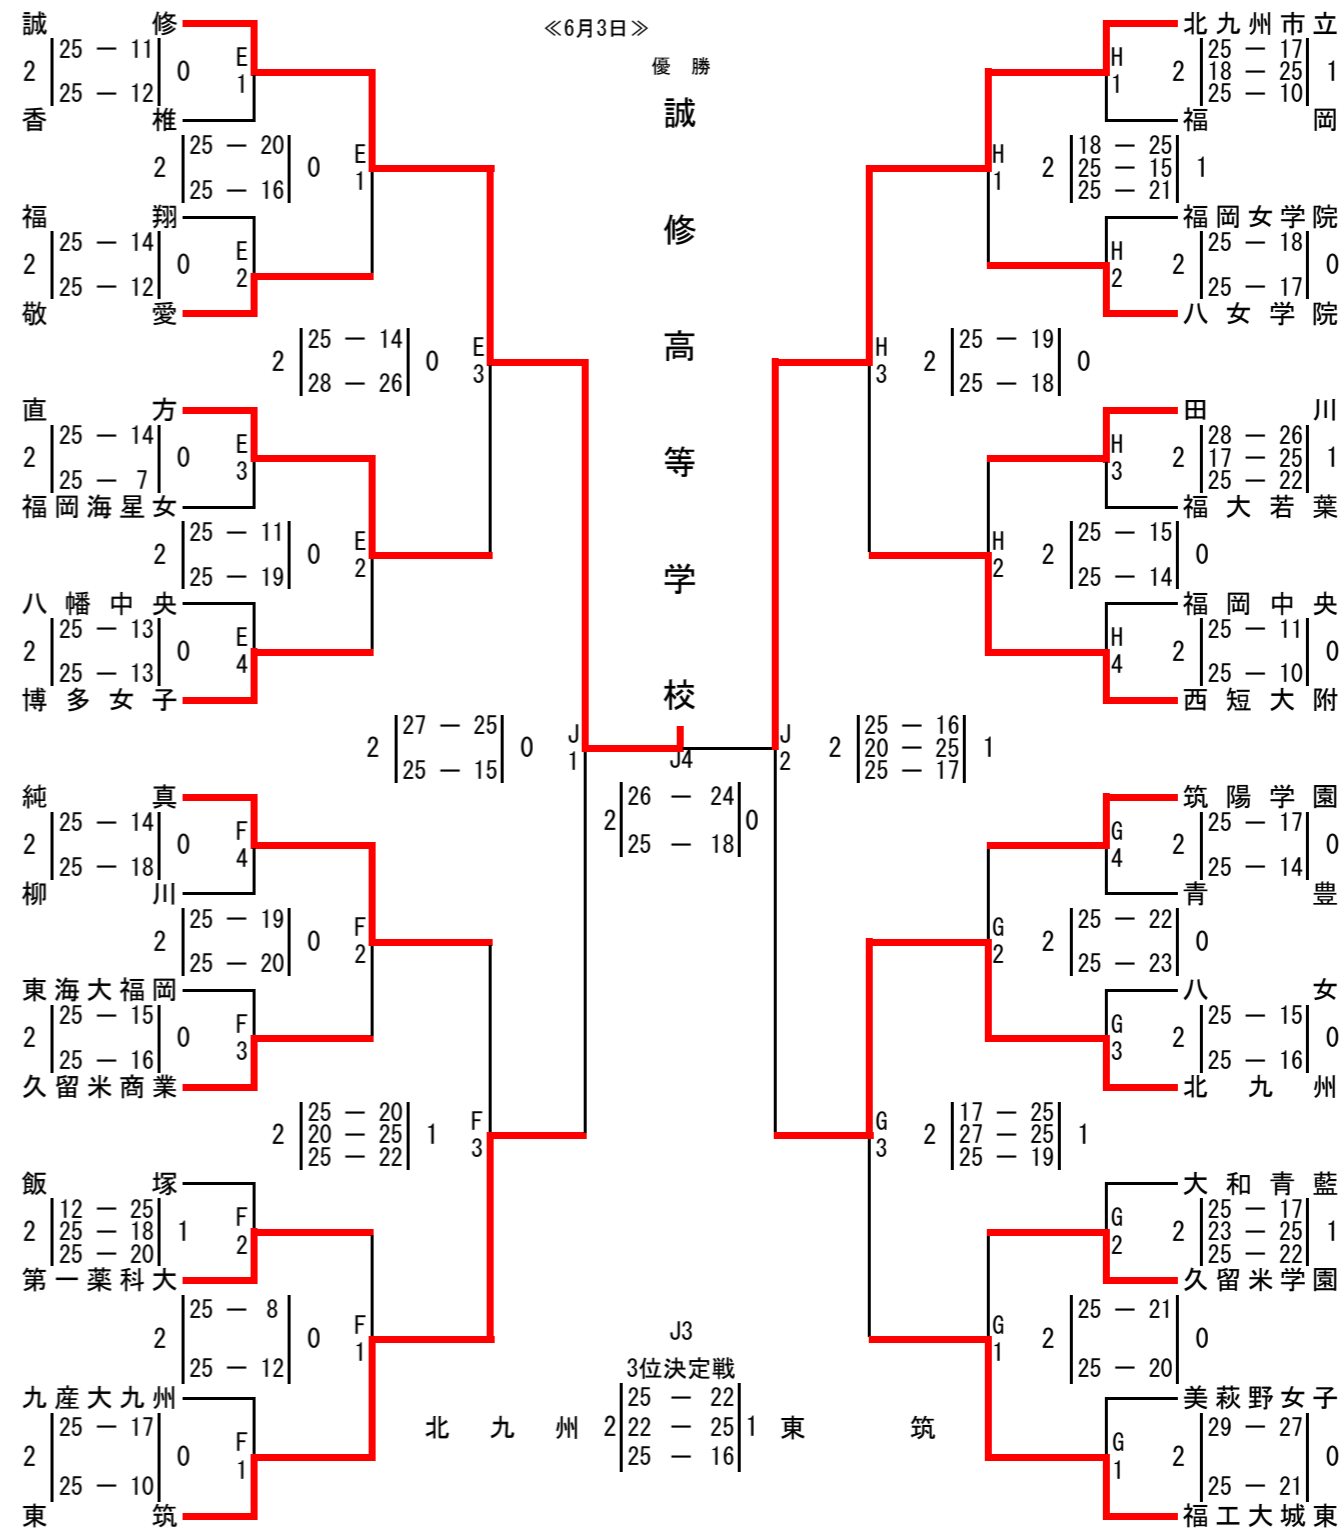 ≪6月3日≫
優 勝
誠修高等学校
誠 修
2 25 － 11 0 E1
25 － 12
香 椎
2 25 － 20 0 E1
25 － 16
福 翔
2 25 － 14 0 E2
25 － 12
敬 愛
2 25 － 14 0 E3
28 － 26
直 方
2 25 － 14 0 E3
25 － 7
福岡海星女
2 25 － 11 0 E2
25 － 19
八幡中央
2 25 － 13 0 E4
25 － 13
博多女子
2 27 － 25 0 J1
25 － 15
純 真
2 25 － 14 0 F4
25 － 18
柳 川
2 25 － 19 0 F2
25 － 20
東海大福岡
2 25 － 15 0 F3
25 － 16
久留米商業
2 25 － 20 1 F3
20 － 25
25 － 22
飯 塚
2 12 － 25 1 F2
25 － 18
25 － 20
第一薬科大
2 25 － 8 0 F1
25 － 12
九産大九州
2 25 － 17 0 F1
25 － 10
東 筑
J4
2 26 － 24 0
25 － 18
J3
3位決定戦
北 九 州 2 25 － 22 1 東 筑
22 － 25
25 － 16
北九州市立
H1 2 25 － 17 1
18 － 25
25 － 10
福 岡
H1 2 18 － 25 1
25 － 15
25 － 21
福岡女学院
H2 2 25 － 18 0
25 － 17
八女学院
H3 2 25 － 19 0
25 － 18
田 川
H3 2 28 － 26 1
17 － 25
25 － 22
福大若葉
H2 2 25 － 15 0
25 － 14
福岡中央
H4 2 25 － 11 0
25 － 10
西短大附
J2 2 25 － 16 1
20 － 25
25 － 17
筑陽学園
G4 2 25 － 17 0
25 － 14
青 豊
G2 2 25 － 22 0
25 － 23
八 女
G3 2 25 － 15 0
25 － 16
北 九 州
G3 2 17 － 25 1
27 － 25
25 － 19
大和青藍
G2 2 25 － 17 1
23 － 25
25 － 22
久留米学園
G1 2 25 － 21 0
25 － 20
美萩野女子
G1 2 29 － 27 0
25 － 21
福工大城東